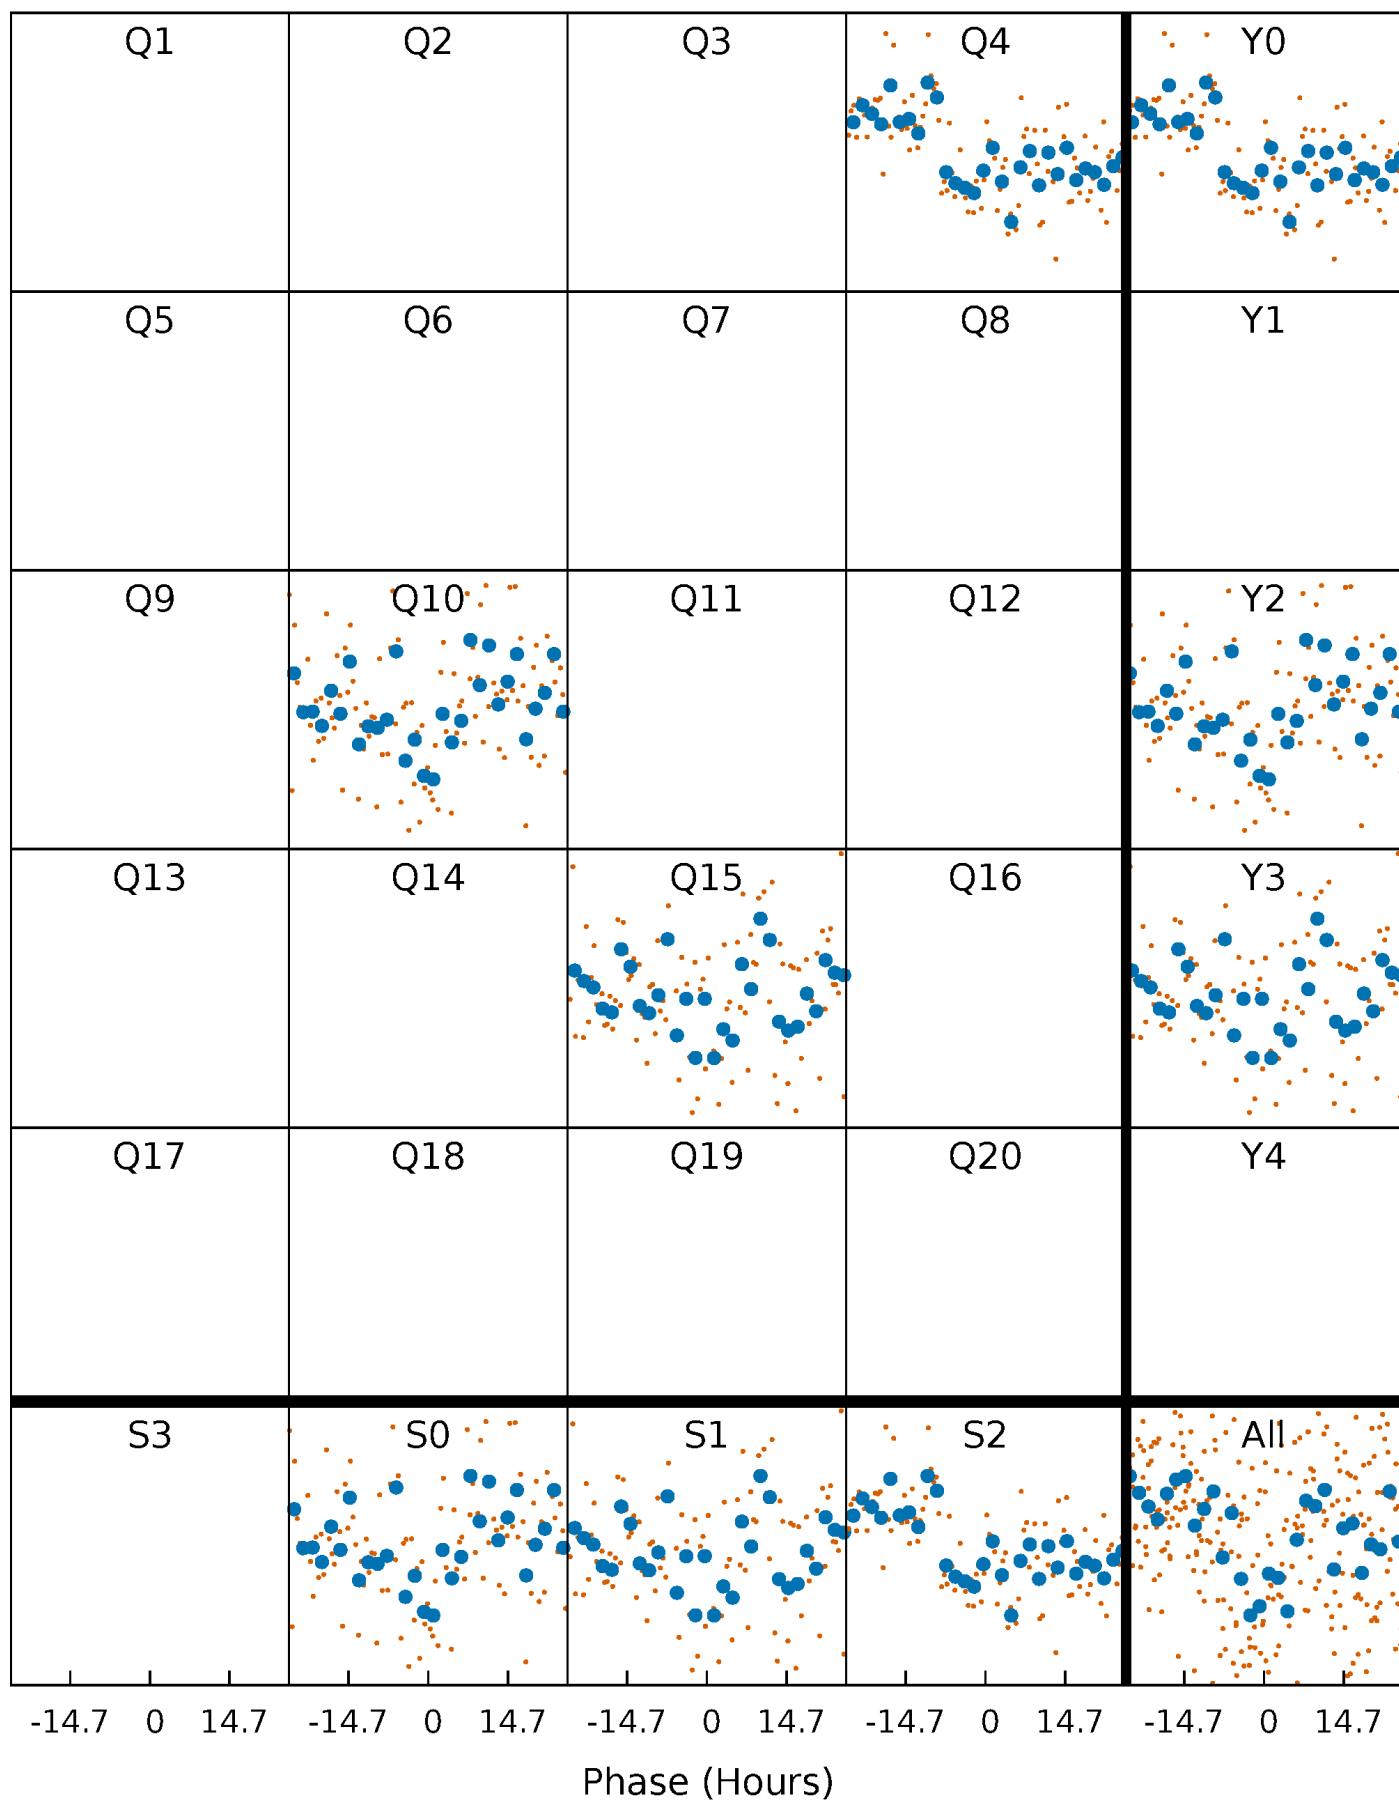 Q1 Q2 Q3 Q4 Y0
Q5 Q6 Q7 Q8 Y1
Q9 Q10 Q11 Q12 Y2
Q13 Q14 Q15 Q16 Y3
Q17 Q18 Q19 Q20 Y4
S3 S0 S1 S2 All
-14.7 0 14.7 -14.7 0 14.7 -14.7 0 14.7 -14.7 0 14.7 -14.7 0 14.7
Phase (Hours)